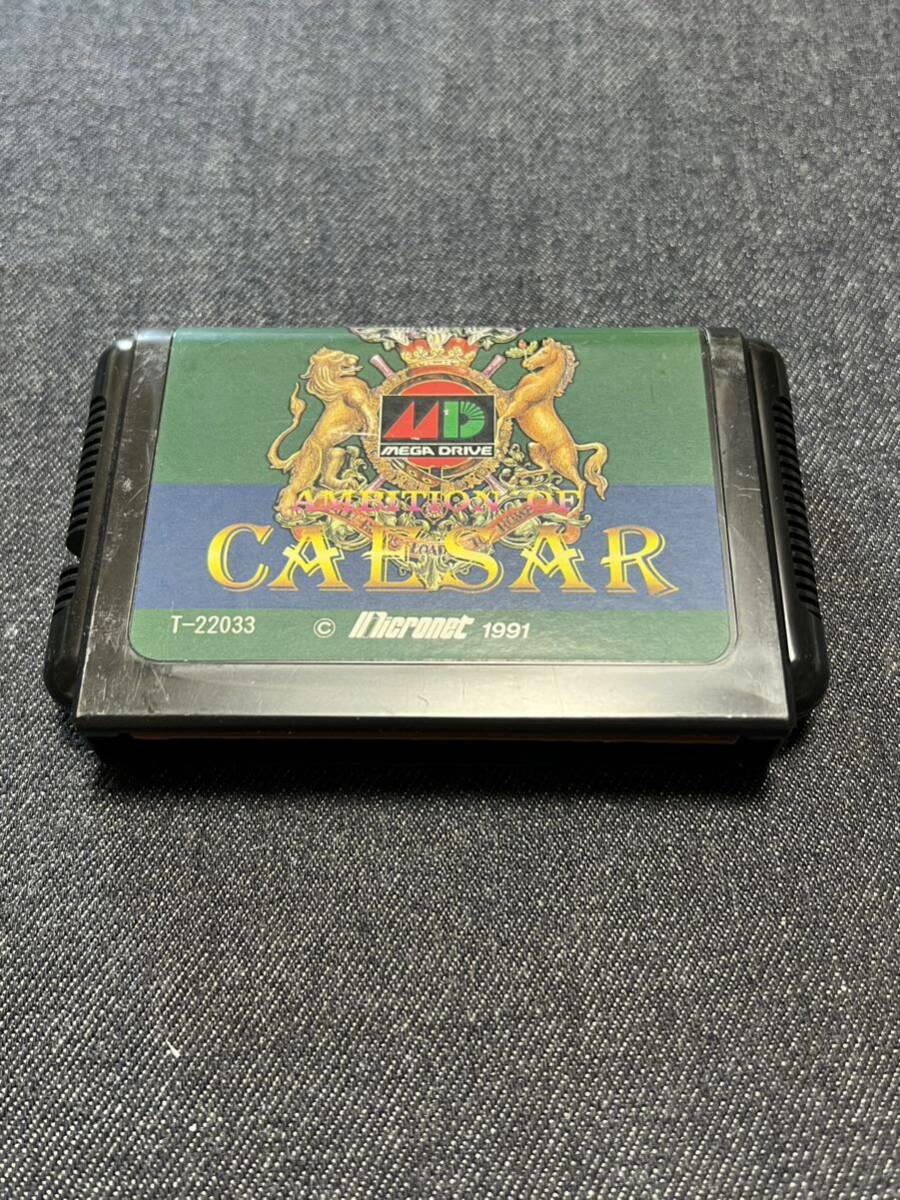 MD
MEGA DRIVE
AMBITION OF
CAESAR
T-22033 © Micronet 1991